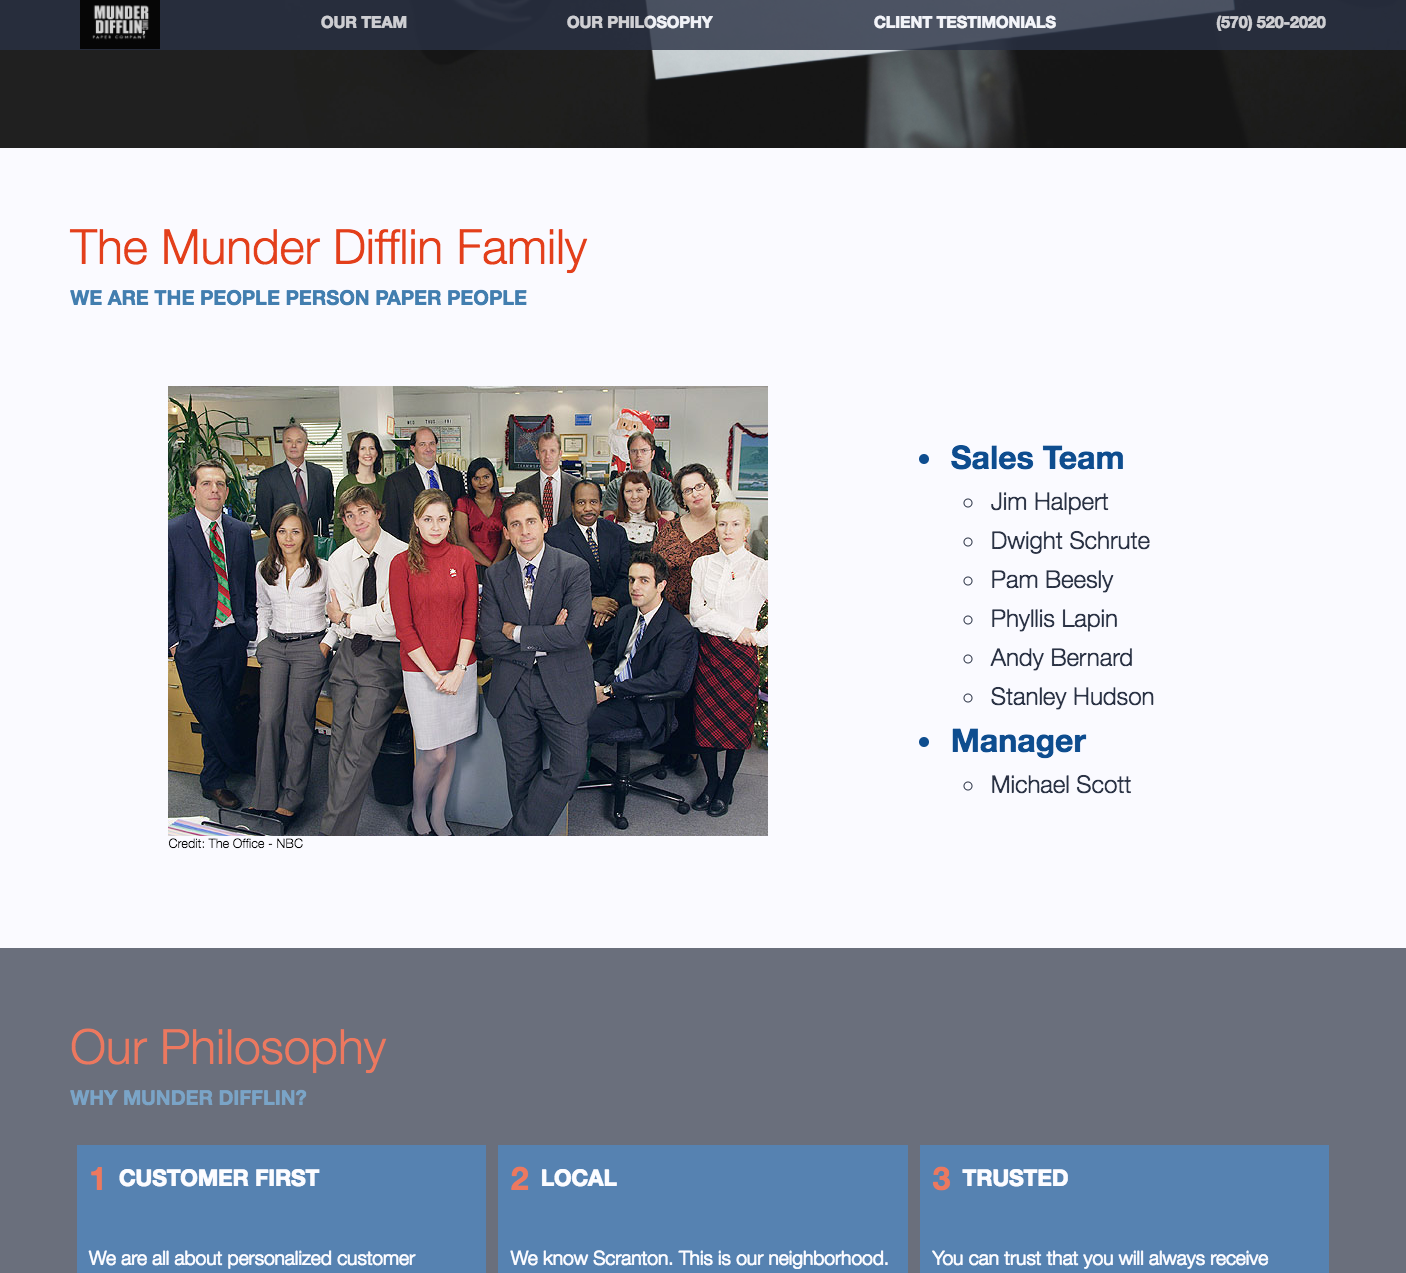 MUNDER
DIFFLIN,
PAPER COMPANY
OUR TEAM
OUR PHILOSOPHY
CLIENT TESTIMONIALS
(570) 520-2020
The Munder Difflin Family
WE ARE THE PEOPLE PERSON PAPER PEOPLE
WED THUR FRI
Credit: The Office - NBC
Sales Team
Jim Halpert
Dwight Schrute
Pam Beesly
Phyllis Lapin
Andy Bernard
Stanley Hudson
Manager
Michael Scott
Our Philosophy
WHY MUNDER DIFFLIN?
1 CUSTOMER FIRST
We are all about personalized customer
2 LOCAL
We know Scranton. This is our neighborhood.
3 TRUSTED
You can trust that you will always receive